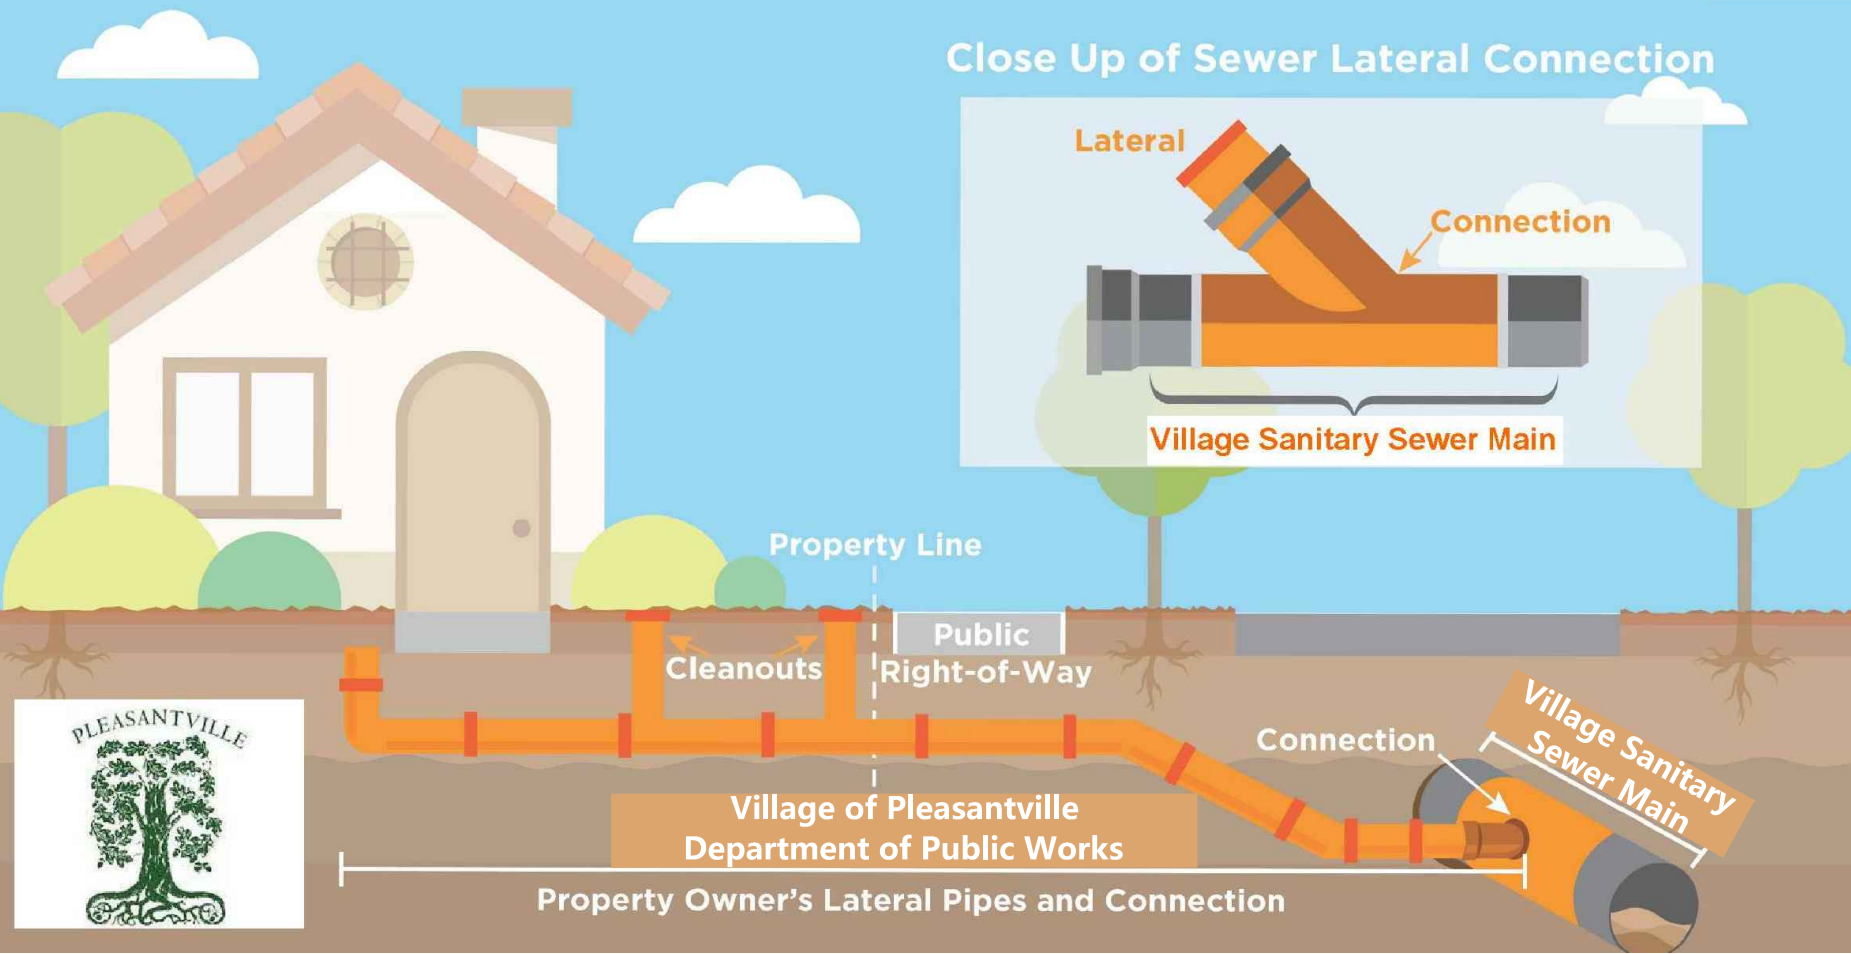 Close Up of Sewer Lateral Connection
Lateral
Connection
Village Sanitary Sewer Main
Property Line
Public
Right-of-Way
Cleanouts
PLEASANTVILLE
Connection
Village Sanitary
Sewer Main
Village of Pleasantville
Department of Public Works
Property Owner's Lateral Pipes and Connection